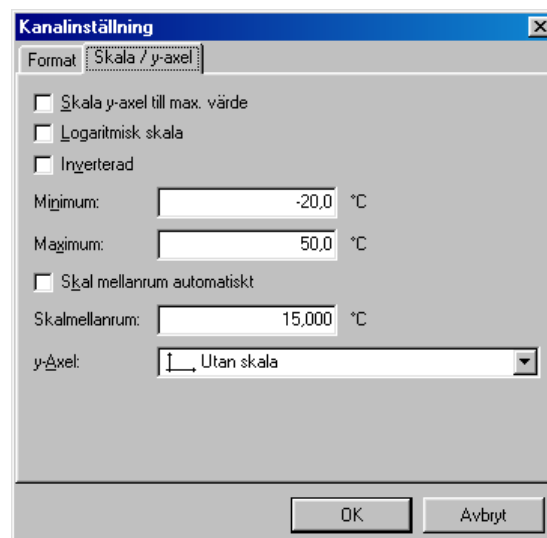 Kanalinställning
Format Skala / y-axel
Skala y-axel till max. värde
Logaritmisk skala
Inverterad
Minimum: -20,0 °C
Maximum: 50,0 °C
Skal mellanrum automatiskt
Skalmellanrum: 15,000 °C
y-Axel: Utan skala
OK Avbryt